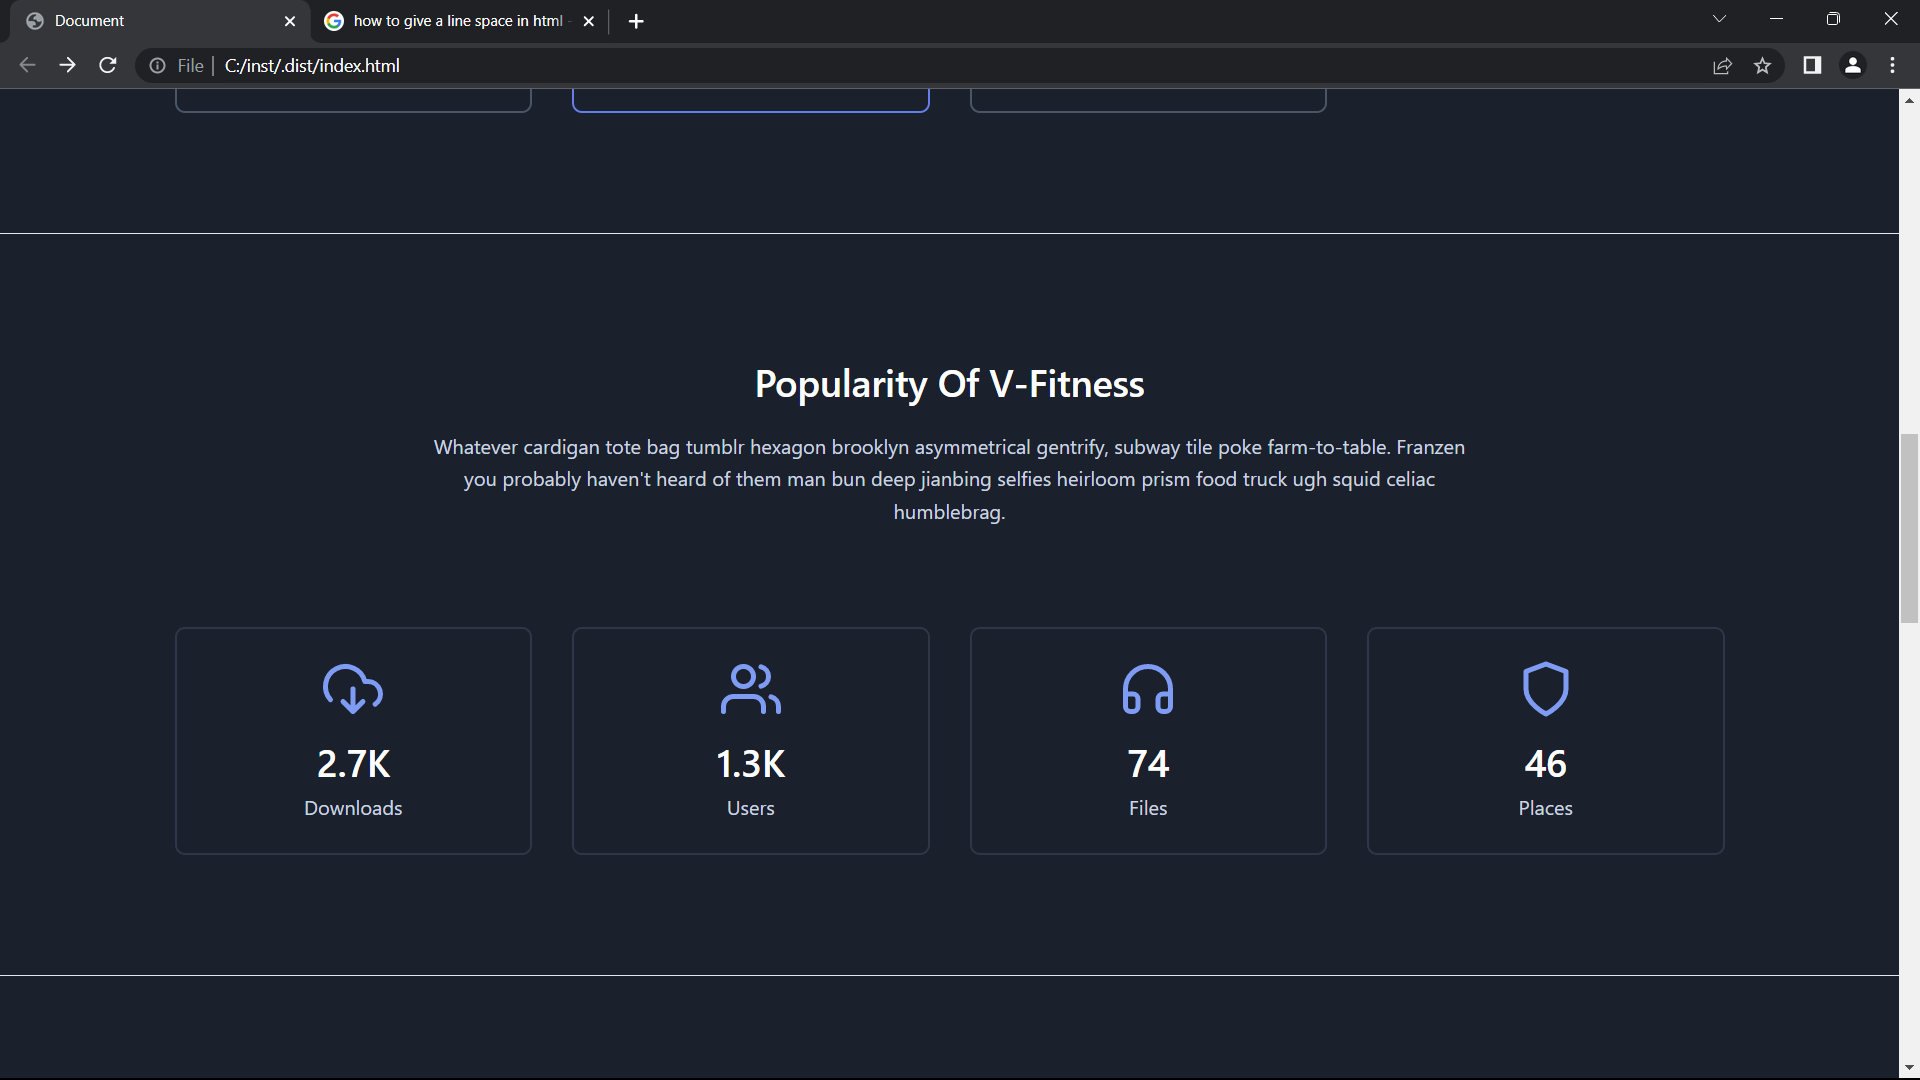 Document
how to give a line space in html
File
C:/inst/.dist/index.html
Popularity Of V-Fitness
Whatever cardigan tote bag tumblr hexagon brooklyn asymmetrical gentrify, subway tile poke farm-to-table. Franzen
you probably haven't heard of them man bun deep jianbing selfies heirloom prism food truck ugh squid celiac
humblebrag.
2.7K
Downloads
1.3K
Users
74
Files
46
Places